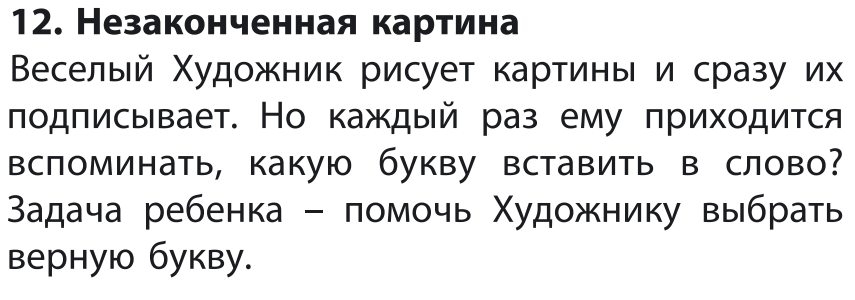 12. Незаконченная картина
Веселый Художник рисует картины и сразу их
подписывает. Но каждый раз ему приходится
вспоминать, какую букву вставить в слово?
Задача ребенка – помочь Художнику выбрать
верную букву.